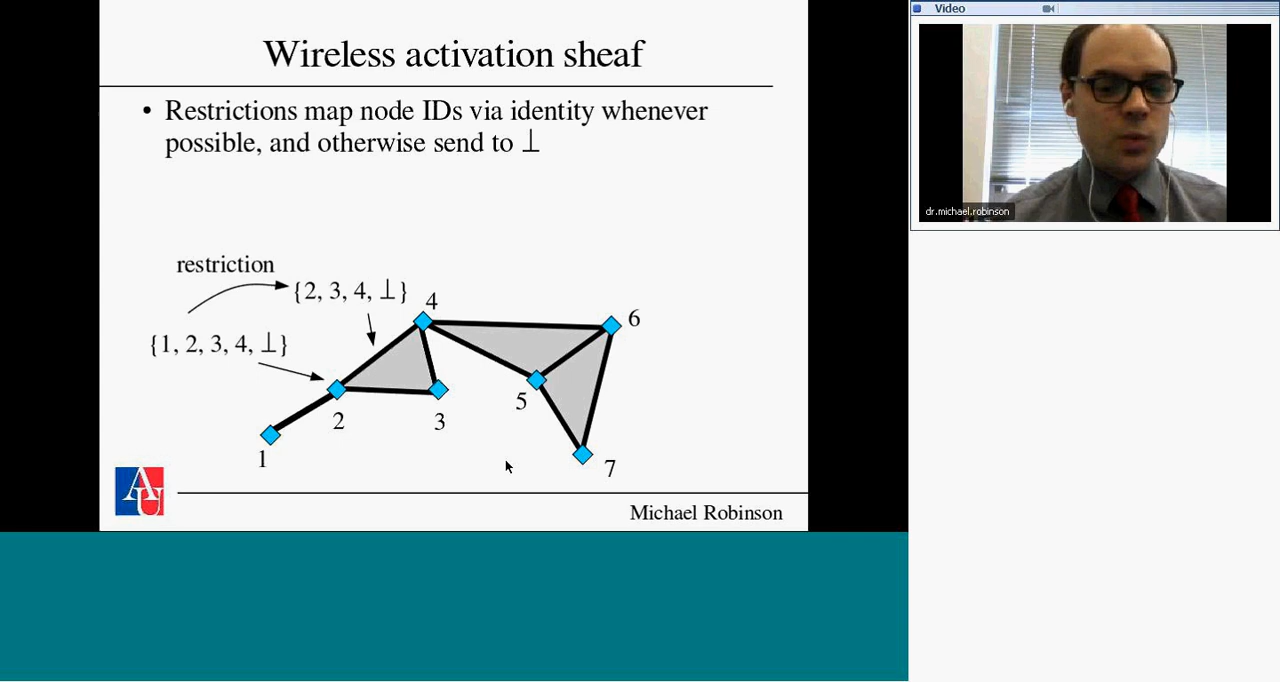 Wireless activation sheaf
• Restrictions map node IDs via identity whenever
possible, and otherwise send to ⊥
restriction
{2, 3, 4, ⊥}
{1, 2, 3, 4, ⊥}
4
6
2
3
5
1
7
AU
Michael Robinson
Video
dr.michael.robinson